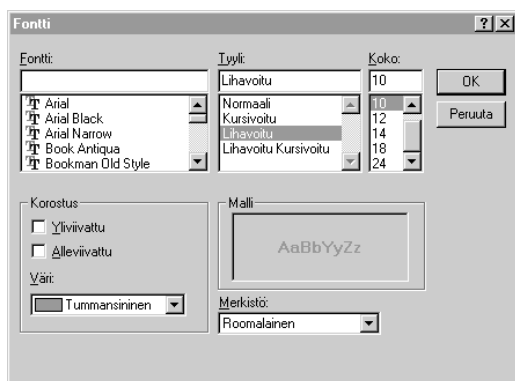 Fontti
Fontti:
Tyyli:
Koko:
Lihavoitu
10
OK
Arial
Arial Black
Arial Narrow
Book Antiqua
Bookman Old Style
Normaali
Kursivoitu
Lihavoitu
Lihavoitu Kursivoitu
10
12
14
18
24
Peruuta
Korostus
Yliviivattu
Alleviivattu
Väri:
Tummansininen
Malli
AaBbYyZz
Merkistö:
Roomalainen